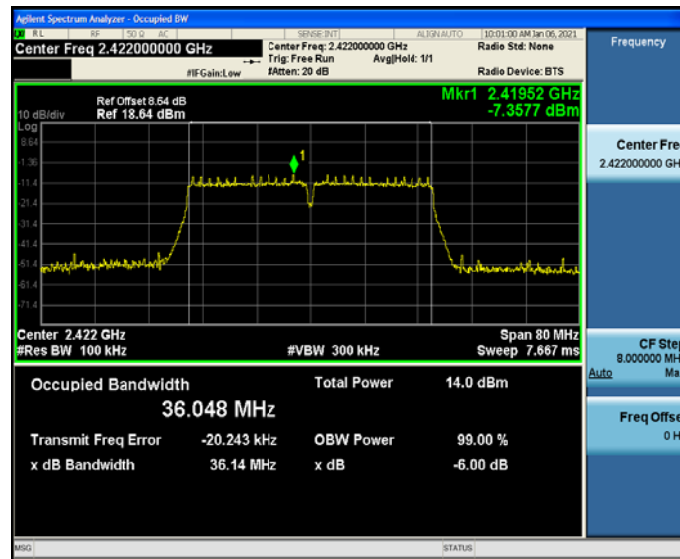 Agilent Spectrum Analyzer - Occupied BW
RL RF 50 Ω AC SENSE:INT ALIGN AUTO 10:01:00 AM Jan 06, 2021
Center Freq 2.422000000 GHz
Center Freq: 2.422000000 GHz Radio Std: None
Trig: Free Run Avg|Hold: 1/1
#IFGain:Low #Atten: 20 dB Radio Device: BTS
Frequency
Ref Offset 8.64 dB Mkr1 2.41952 GHz
10 dB/div Ref 18.64 dBm -7.3577 dBm
Log
8.64
-1.36
-11.4
-21.4
-31.4
-41.4
-51.4
-61.4
-71.4
1
Center Fre
2.422000000 GH
Center 2.422 GHz Span 80 MHz
#Res BW 100 kHz #VBW 300 kHz Sweep 7.667 ms
CF Step
8.000000 MH
Auto Ma
Occupied Bandwidth Total Power 14.0 dBm
36.048 MHz
Transmit Freq Error -20.243 kHz OBW Power 99.00 %
x dB Bandwidth 36.14 MHz x dB -6.00 dB
Freq Offse
0 H
MSG STATUS